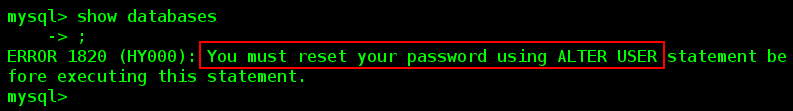 mysql> show databases
    -> ;
ERROR 1820 (HY000): You must reset your password using ALTER USER statement be
fore executing this statement.
mysql>